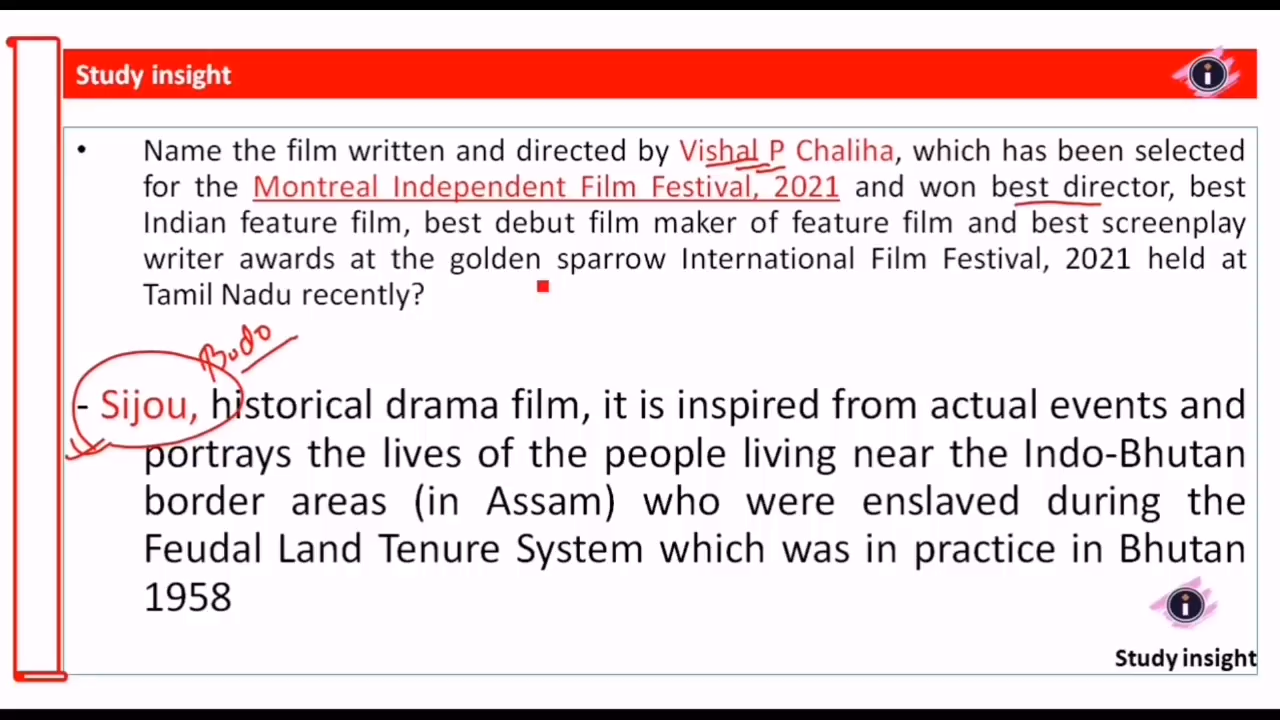 Study insight
• Name the film written and directed by Vishal P Chaliha, which has been selected
for the Montreal Independent Film Festival, 2021 and won best director, best
Indian feature film, best debut film maker of feature film and best screenplay
writer awards at the golden sparrow International Film Festival, 2021 held at
Tamil Nadu recently?
Bodo
- Sijou, historical drama film, it is inspired from actual events and
portrays the lives of the people living near the Indo-Bhutan
border areas (in Assam) who were enslaved during the
Feudal Land Tenure System which was in practice in Bhutan
1958
Study insight